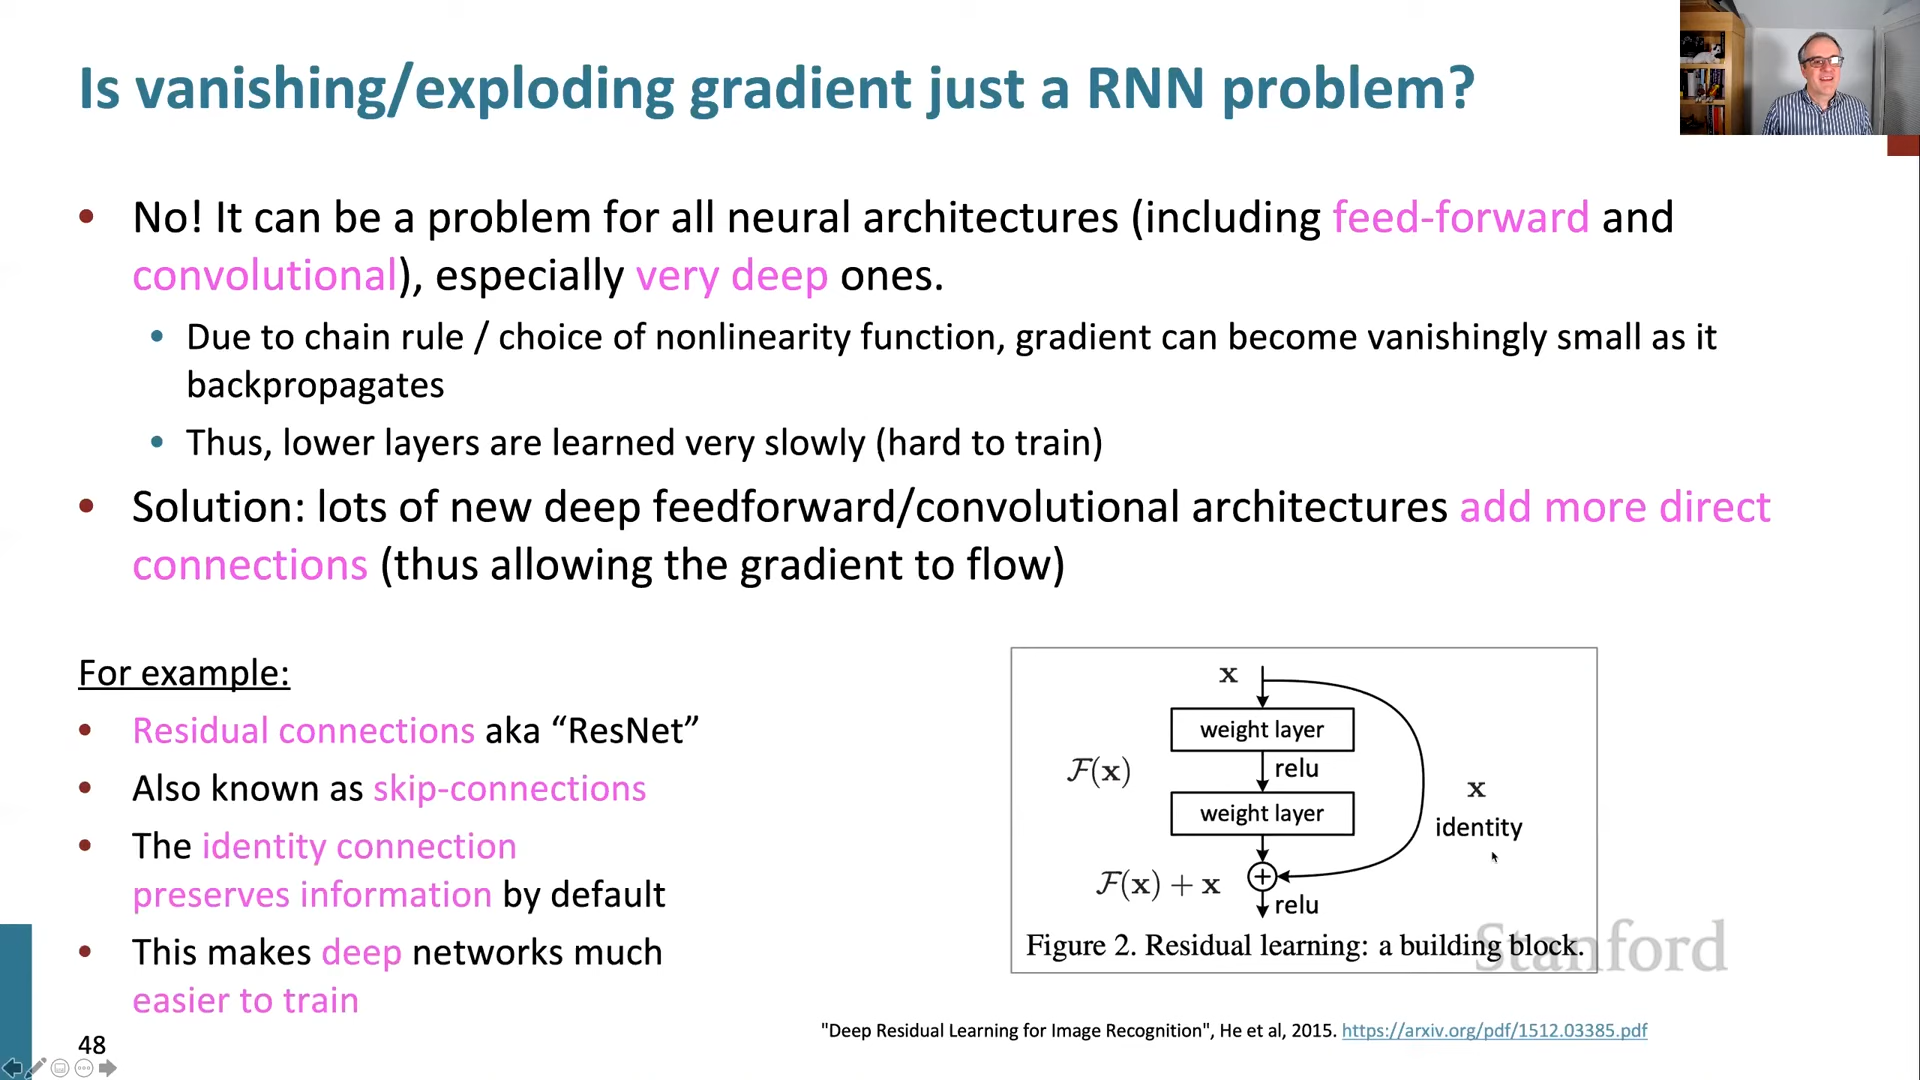 Is vanishing/exploding gradient just a RNN problem?
• No! It can be a problem for all neural architectures (including feed-forward and
convolutional), especially very deep ones.
• Due to chain rule / choice of nonlinearity function, gradient can become vanishingly small as it
backpropagates
• Thus, lower layers are learned very slowly (hard to train)
• Solution: lots of new deep feedforward/convolutional architectures add more direct
connections (thus allowing the gradient to flow)
For example:
• Residual connections aka “ResNet”
• Also known as skip-connections
• The identity connection
preserves information by default
• This makes deep networks much
easier to train
x
weight layer
F(x)
relu
weight layer
x
identity
F(x) + x
relu
Figure 2. Residual learning: a building block.
Stanford
"Deep Residual Learning for Image Recognition", He et al, 2015. https://arxiv.org/pdf/1512.03385.pdf
48